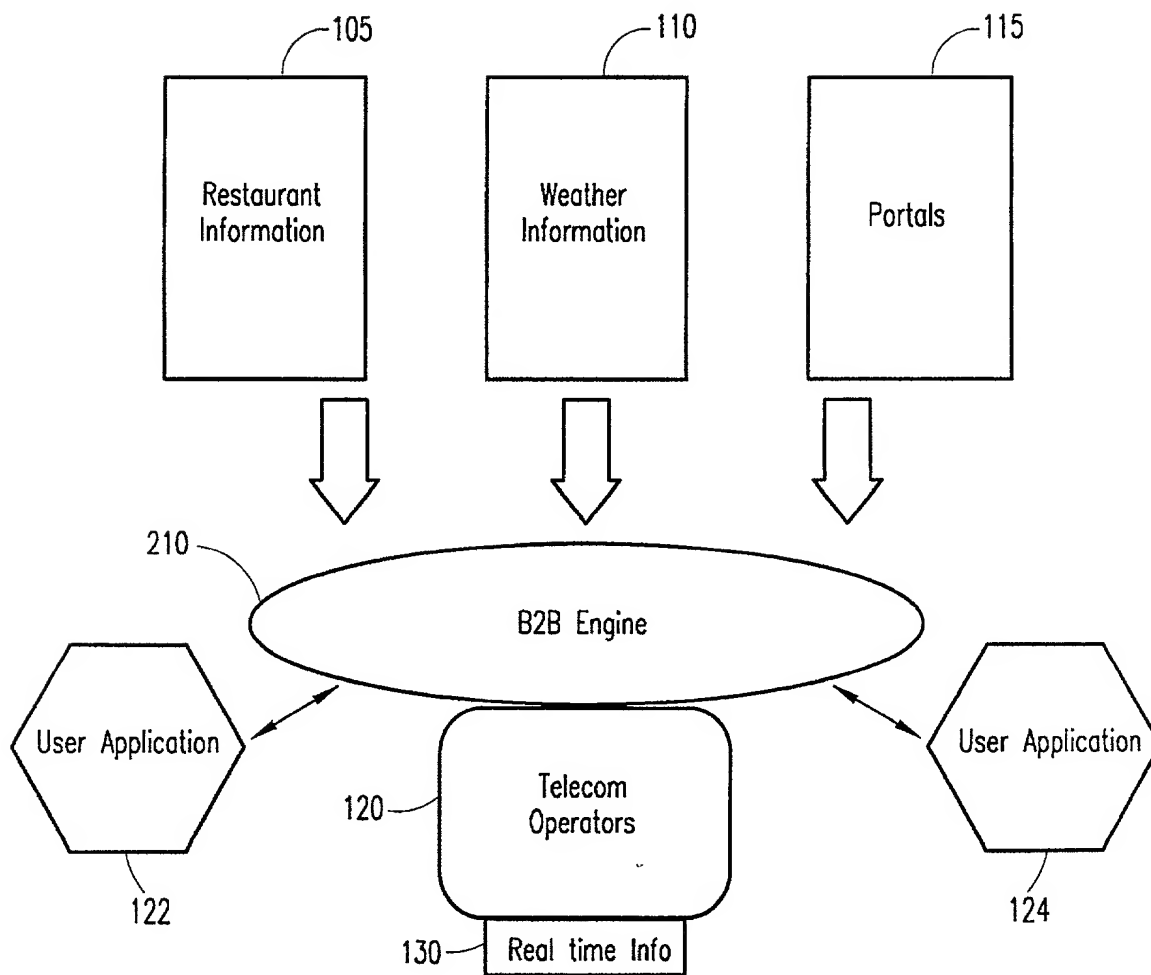 105
110
115
Restaurant
Information
Weather
Information
Portals
210
B2B Engine
User Application
User Application
Telecom
Operators
120
122
124
130
Real time Info